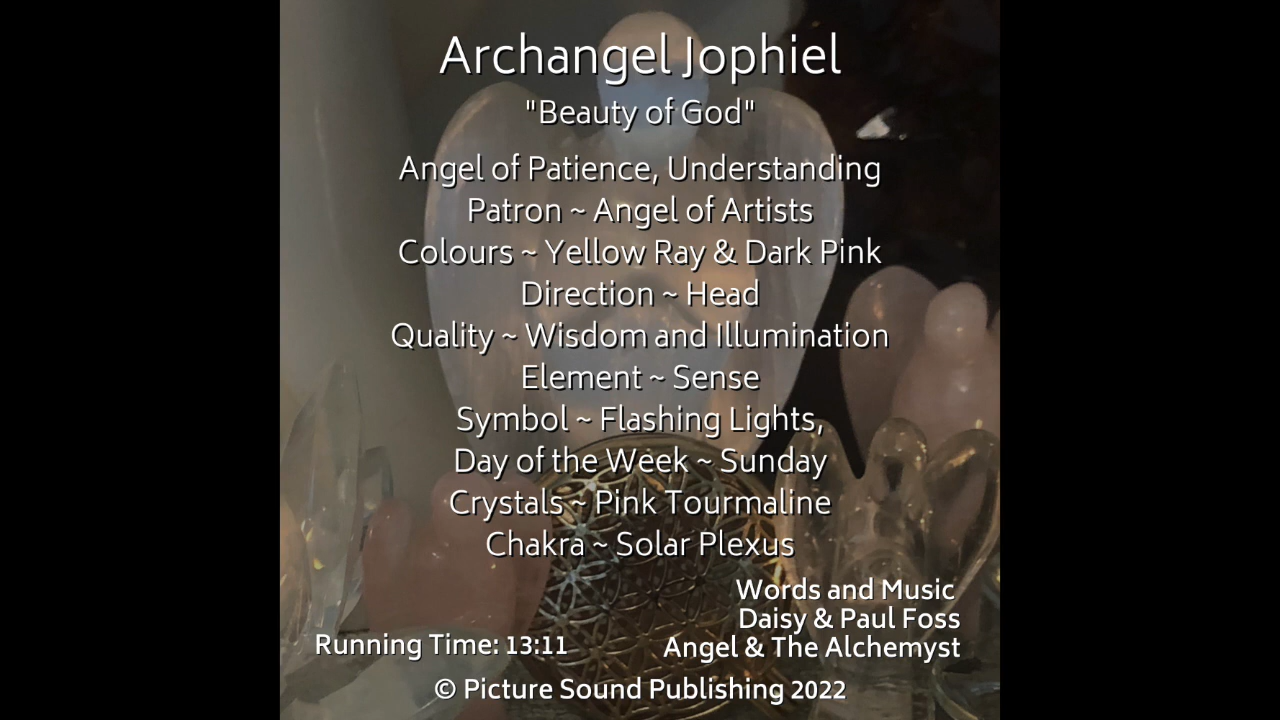 Archangel Jophiel
"Beauty of God"
Angel of Patience, Understanding
Patron ~ Angel of Artists
Colours ~ Yellow Ray & Dark Pink
Direction ~ Head
Quality ~ Wisdom and Illumination
Element ~ Sense
Symbol ~ Flashing Lights,
Day of the Week ~ Sunday
Crystals ~ Pink Tourmaline
Chakra ~ Solar Plexus
Words and Music
Daisy & Paul Foss
Angel & The Alchemyst
Running Time: 13:11
© Picture Sound Publishing 2022